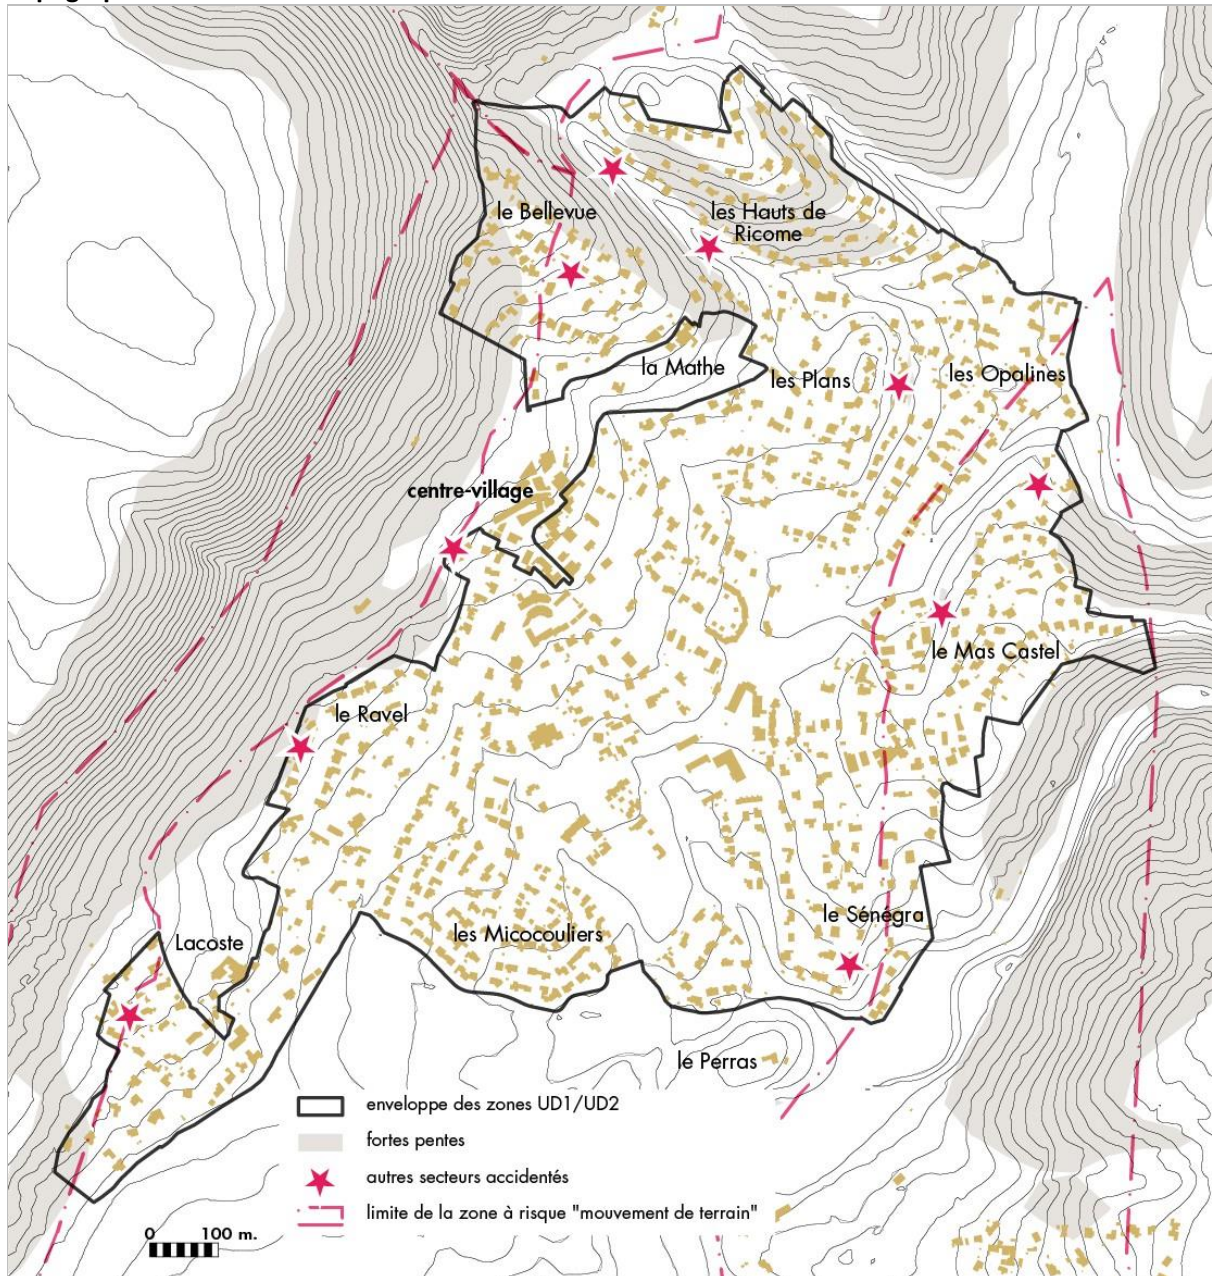 le Bellevue
les Hauts de
Ricome
la Mathe
les Plans
les Opalines
centre-village
le Mas Castel
le Ravel
le Sénégra
les Micocouliers
Lacoste
le Perras
enveloppe des zones UD1/UD2
fortes pentes
autres secteurs accidentés
limite de la zone à risque "mouvement de terrain"
0 100 m.